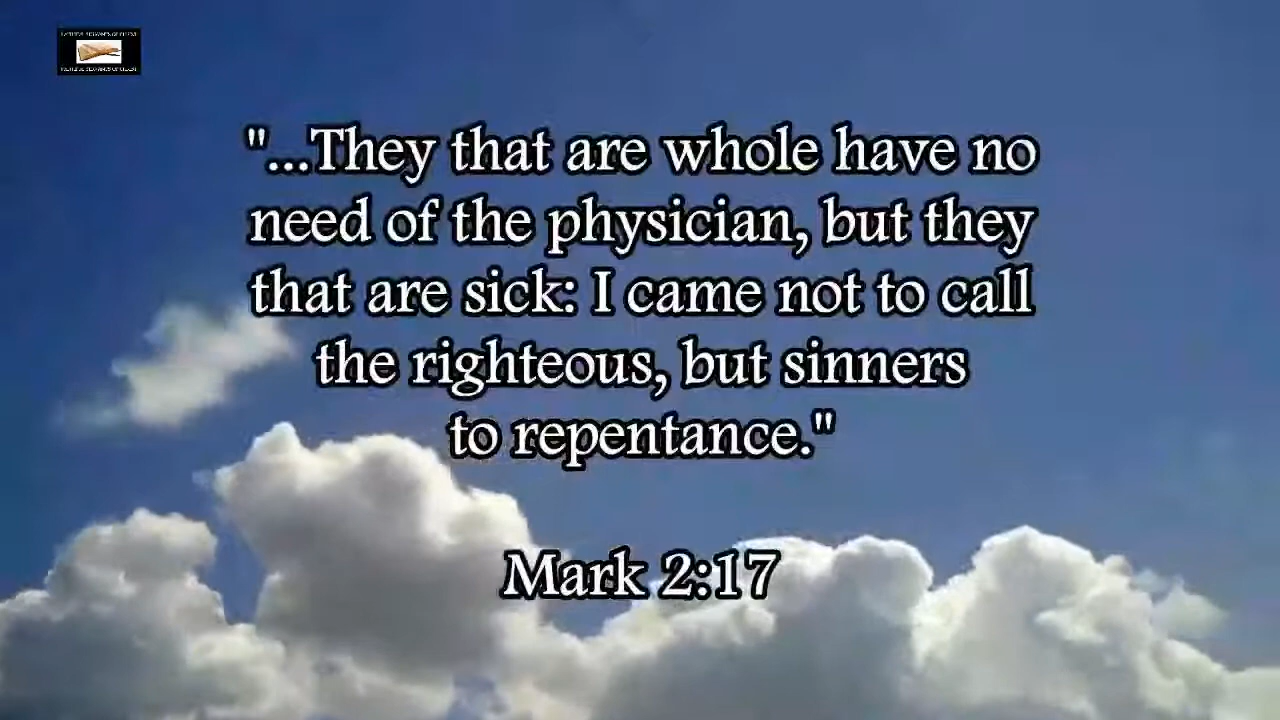 "...They that are whole have no
need of the physician, but they
that are sick: I came not to call
the righteous, but sinners
to repentance."
Mark 2:17